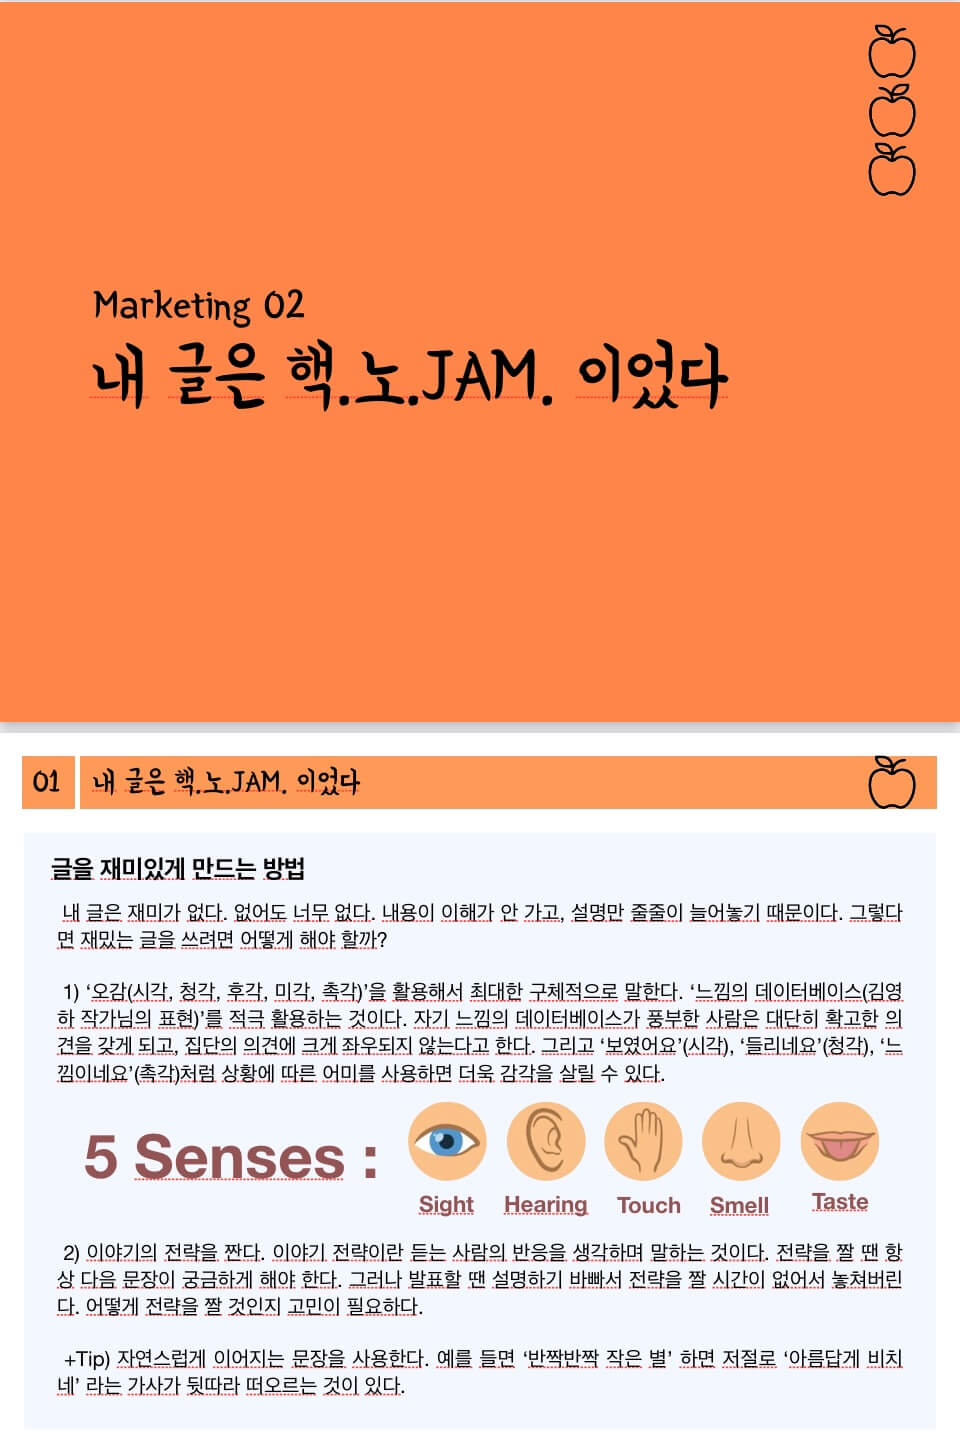 Marketing 02
내 글은 핵.노.JAM. 이었다
01 내 글은 핵.노.JAM. 이었다
글을 재미있게 만드는 방법
내 글은 재미가 없다. 없어도 너무 없다. 내용이 이해가 안 가고, 설명만 줄줄이 늘어놓기 때문이다. 그렇다
면 재밌는 글을 쓰려면 어떻게 해야 할까?
1) ‘오감(시각, 청각, 후각, 미각, 촉각)’을 활용해서 최대한 구체적으로 말한다. ‘느낌의 데이터베이스(김영
하 작가님의 표현)’를 적극 활용하는 것이다. 자기 느낌의 데이터베이스가 풍부한 사람은 대단히 확고한 의
견을 갖게 되고, 집단의 의견에 크게 좌우되지 않는다고 한다. 그리고 ‘보였어요’(시각), ‘들리네요’(청각), ‘느
낌이네요’(촉각)처럼 상황에 따른 어미를 사용하면 더욱 감각을 살릴 수 있다.
5 Senses :
Sight Hearing Touch Smell Taste
2) 이야기의 전략을 짠다. 이야기 전략이란 듣는 사람의 반응을 생각하며 말하는 것이다. 전략을 짤 땐 항
상 다음 문장이 궁금하게 해야 한다. 그러나 발표할 땐 설명하기 바빠서 전략을 짤 시간이 없어서 놓쳐버린
다. 어떻게 전략을 짤 것인지 고민이 필요하다.
+Tip) 자연스럽게 이어지는 문장을 사용한다. 예를 들면 ‘반짝반짝 작은 별’ 하면 저절로 ‘아름답게 비치
네’ 라는 가사가 뒷따라 떠오르는 것이 있다.